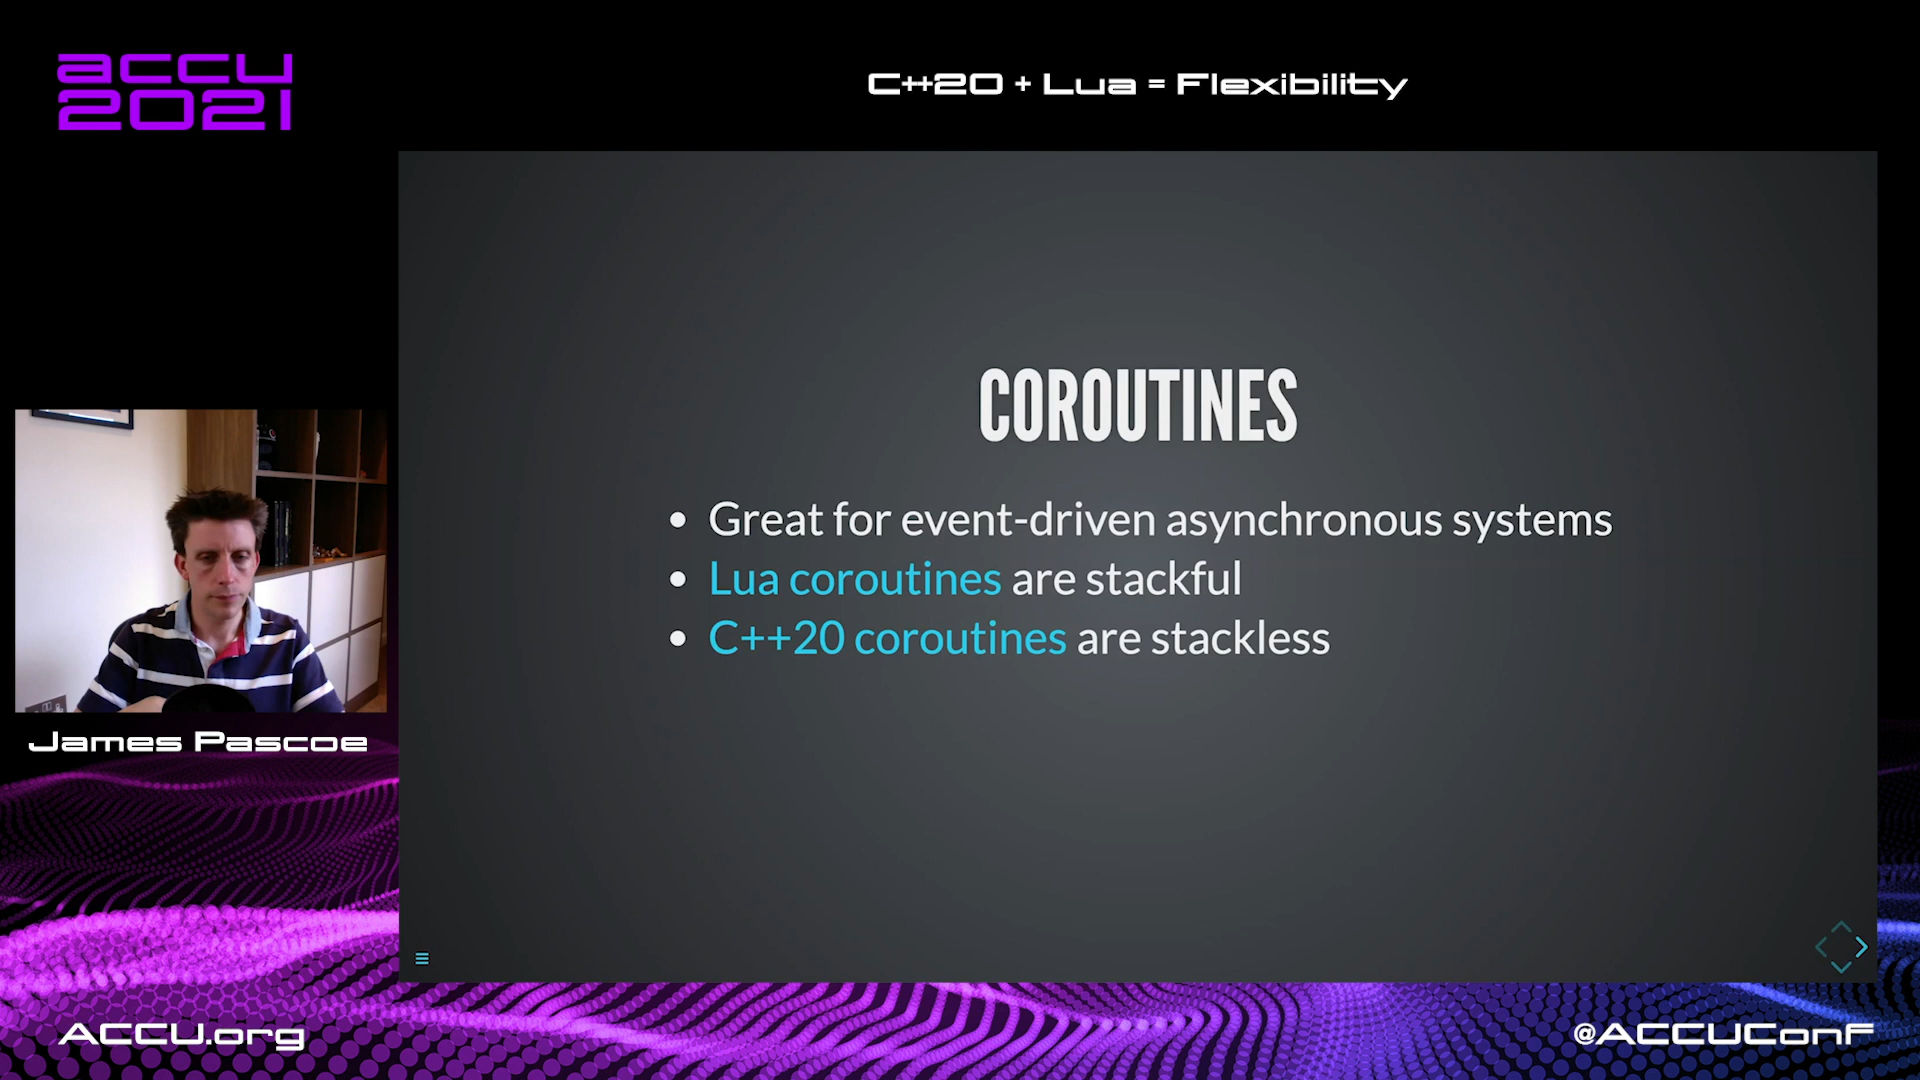 accu
2021
C++20 + Lua = Flexibility
COROUTINES
Great for event-driven asynchronous systems
Lua coroutines are stackful
C++20 coroutines are stackless
James Pascoe
ACCU.org
@ACCUConf